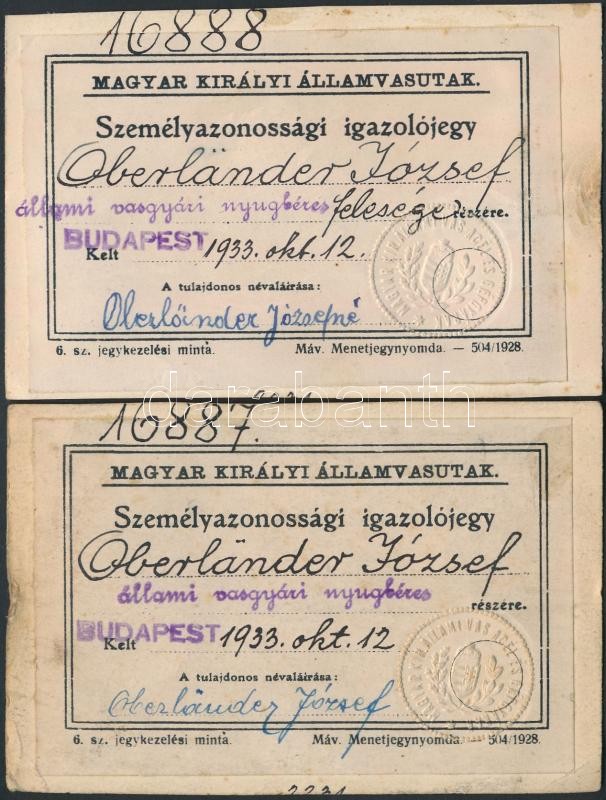 16888
MAGYAR KIRÁLYI ÁLLAMVASUTAK.
Személyazonossági igazolójegy
Oberländer József
állami vasgyári nyugbéres felesége részére.
BUDAPEST
Kelt 1933. okt. 12.
A tulajdonos névaláírása:
Oberländer Józsefné
6. sz. jegykezelési minta. Máv. Menetjegynyomda. — 504/1928.
darabanth
16887.
MAGYAR KIRÁLYI ÁLLAMVASUTAK.
Személyazonossági igazolójegy
Oberländer József
állami vasgyári nyugbéres
részére.
BUDAPEST
Kelt 1933. okt. 12
A tulajdonos névaláírása:
Oberländer József
6. sz. jegykezelési minta. Máv. Menetjegynyomda. — 504/1928.